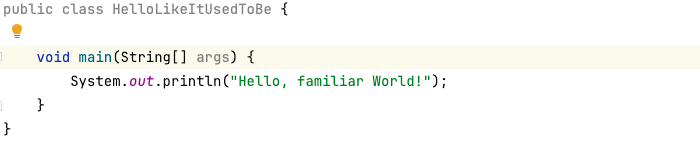 public class HelloLikeItUsedToBe {
void main(String[] args) {
System.out.println("Hello, familiar World!");
}
}